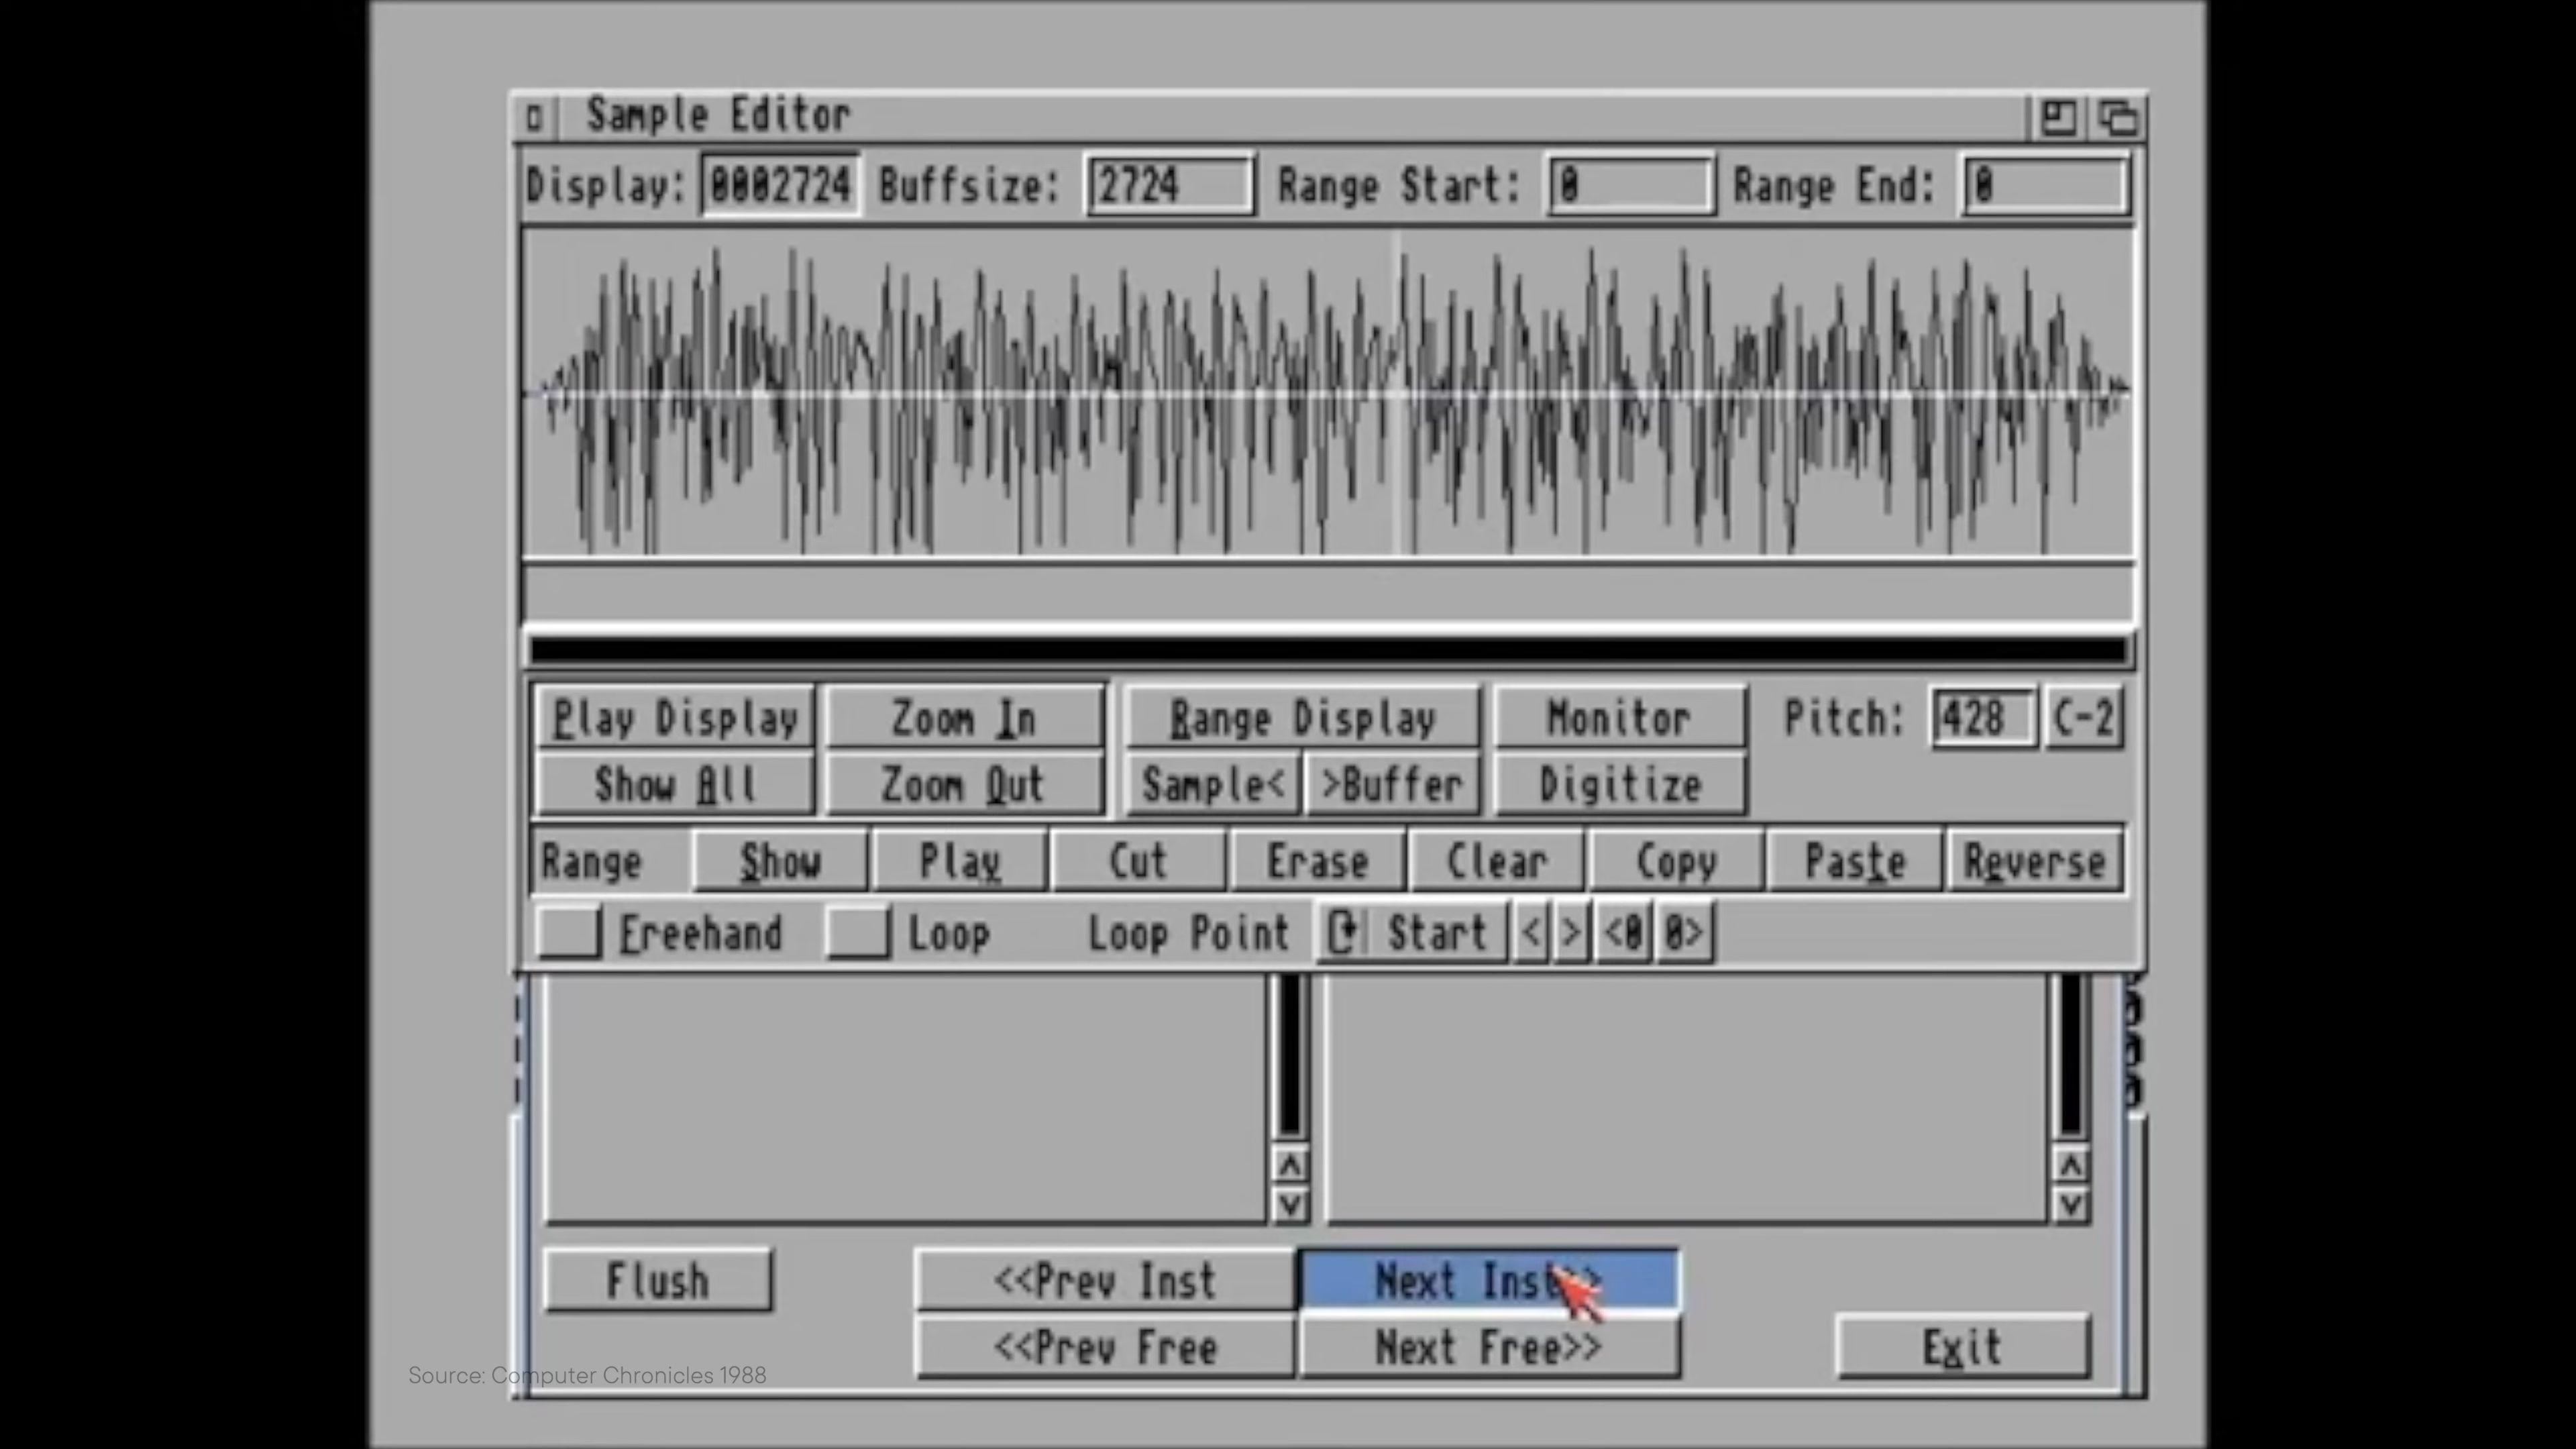 Sample Editor
Display: 0002724 Buffsize: 2724 Range Start: 0 Range End: 0
Play Display Zoom In Range Display Monitor Pitch: 428 C-2
Show All Zoom Out Sample< >Buffer Digitize
Range Show Play Cut Erase Clear Copy Paste Reverse
Freehand Loop Loop Point Start < > <0 0>
Flush <<Prev Inst Next Inst>>
<<Prev Free Next Free>> Exit
Source: Computer Chronicles 1988